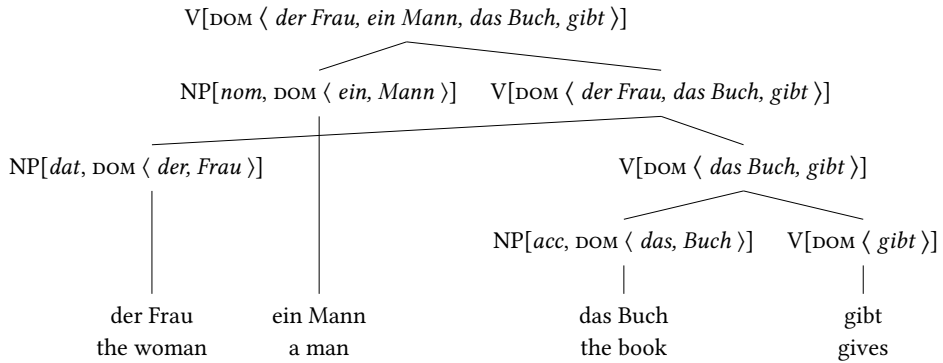 V[DOM ⟨ der Frau, ein Mann, das Buch, gibt ⟩]
NP[nom, DOM ⟨ ein, Mann ⟩] V[DOM ⟨ der Frau, das Buch, gibt ⟩]
NP[dat, DOM ⟨ der, Frau ⟩] V[DOM ⟨ das Buch, gibt ⟩]
NP[acc, DOM ⟨ das, Buch ⟩] V[DOM ⟨ gibt ⟩]
der Frau ein Mann das Buch gibt
the woman a man the book gives